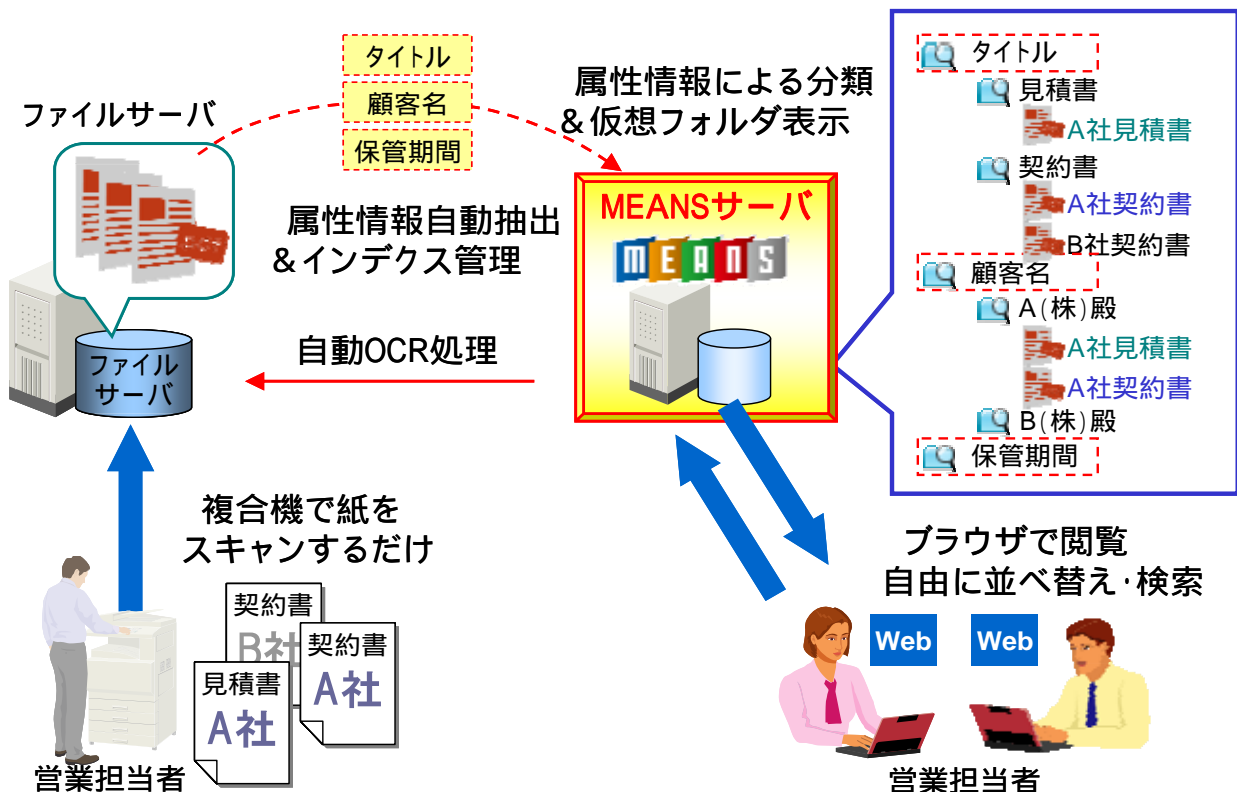 タイトル
顧客名
保管期間
ファイルサーバ
属性情報による分類
&仮想フォルダ表示
属性情報自動抽出
&インデクス管理
MEANSサーバ
MEANS
自動OCR処理
ファイル
サーバ
タイトル
見積書
A社見積書
契約書
A社契約書
B社契約書
顧客名
A(株)殿
A社見積書
A社契約書
B(株)殿
保管期間
複合機で紙を
スキャンするだけ
契約書
B社
契約書
A社
見積書
A社
営業担当者
ブラウザで閲覧
自由に並べ替え・検索
Web
Web
営業担当者